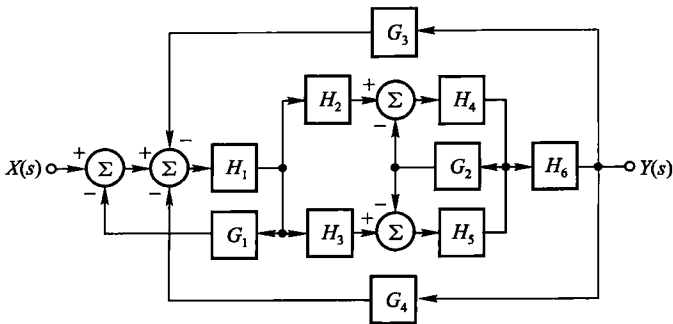 G₃
+ H₂ Σ H₄
−
− + +
X(s) Σ Σ H₁ G₂ H₆ Y(s)
− −
−
G₁ H₃ + Σ H₅
G₄